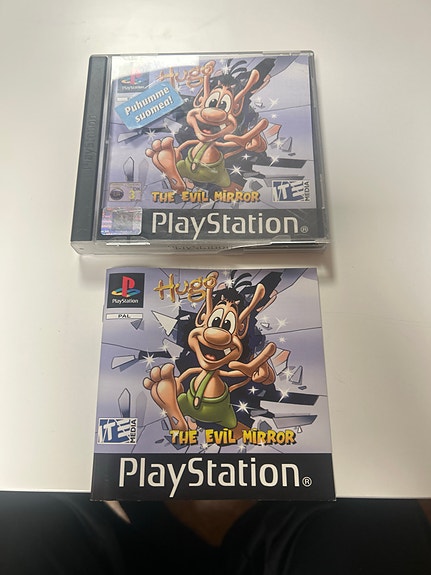 PlayStation
Hugo
Puhumme
suomea!
3
THE EVIL MIRROR
ITE
MEDIA
PlayStation®
PlayStation
PAL
Hugo
ITE
MEDIA
THE EVIL MIRROR
PlayStation®